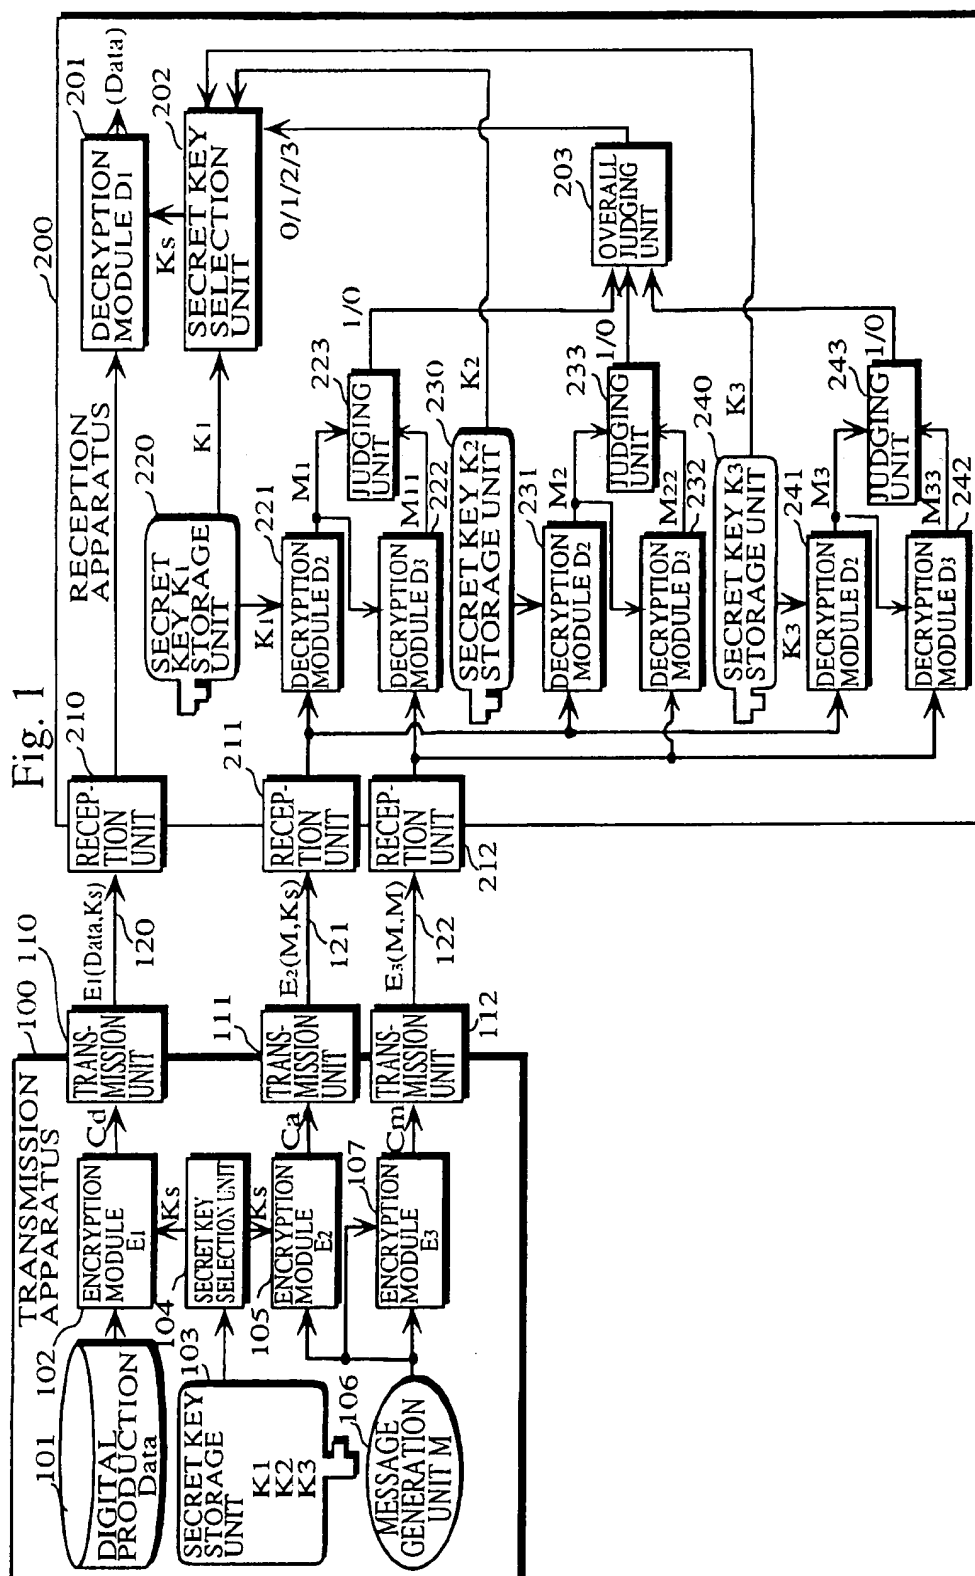 Fig. 1
TRANSMISSION
APPARATUS
100
101
DIGITAL
PRODUCTION
Data
102
ENCRYPTION
MODULE
E1
Cd
110
TRANS-
MISSION
UNIT
E1(Data,Ks)
120
103
SECRET KEY
STORAGE
UNIT
K1
K2
K3
104
SECRET KEY
SELECTION UNIT
Ks
Ks
105
ENCRYPTION
MODULE
E2
Ca
111
TRANS-
MISSION
UNIT
E2(M,Ks)
121
106
MESSAGE
GENERATION
UNIT M
107
ENCRYPTION
MODULE
E3
Cm
112
TRANS-
MISSION
UNIT
E3(M,M)
122
200
RECEPTION
APPARATUS
210
RECEP-
TION
UNIT
211
RECEP-
TION
UNIT
212
RECEP-
TION
UNIT
201
DECRYPTION
MODULE D1
(Data)
Ks
202
SECRET KEY
SELECTION
UNIT
0/1/2/3
220
SECRET
KEY K1
STORAGE
UNIT
K1
K1
221
DECRYPTION
MODULE D2
M1
222
DECRYPTION
MODULE D3
M11
223
JUDGING
UNIT
1/0
203
OVERALL
JUDGING
UNIT
230
SECRET KEY K2
STORAGE UNIT
K2
231
DECRYPTION
MODULE D2
M2
232
DECRYPTION
MODULE D3
M22
233
JUDGING
UNIT
1/0
240
SECRET KEY K3
STORAGE UNIT
K3
K3
241
DECRYPTION
MODULE D2
M3
242
DECRYPTION
MODULE D3
M33
243
JUDGING
UNIT
1/0